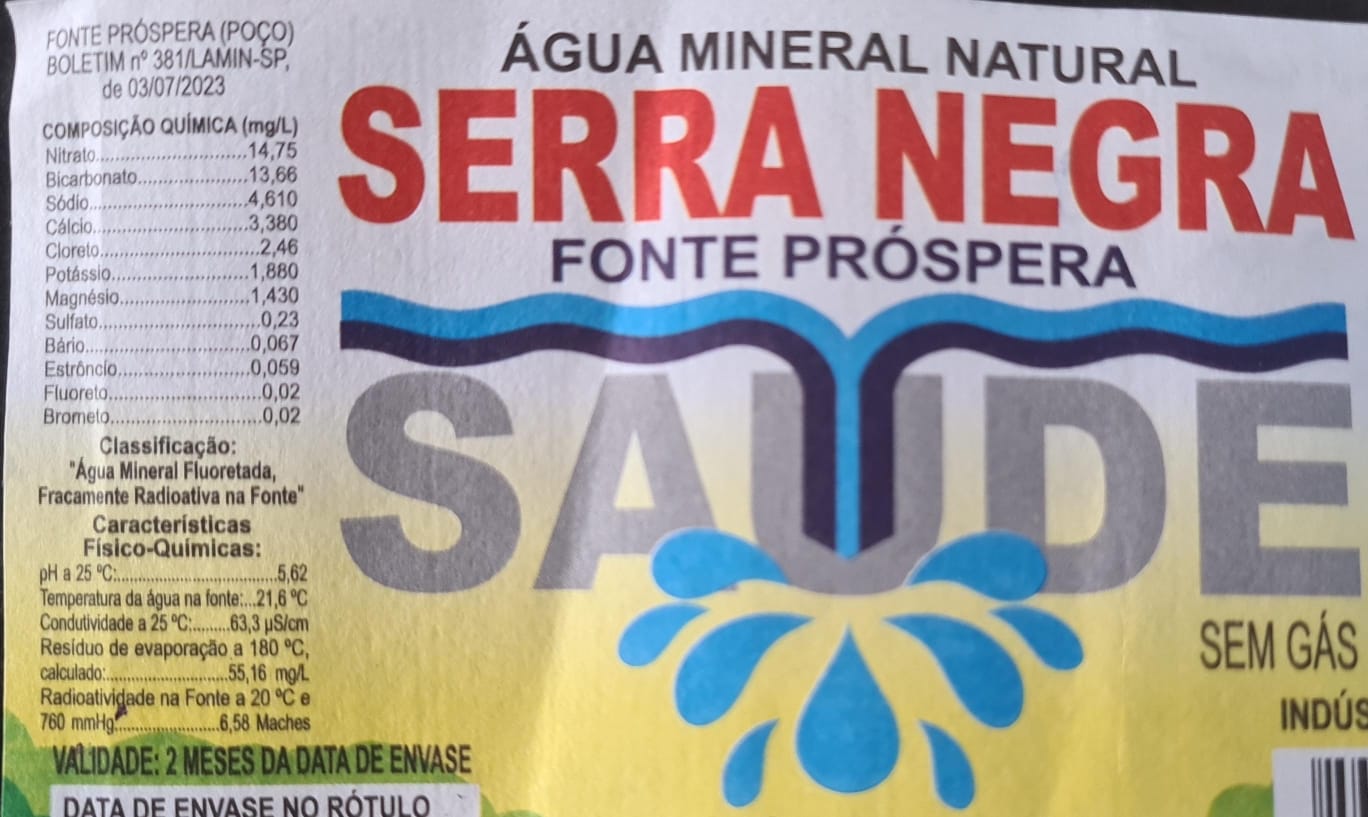 FONTE PRÓSPERA (POÇO)
BOLETIM nº 381/LAMIN-SP,
de 03/07/2023
COMPOSIÇÃO QUÍMICA (mg/L)
Nitrato..............................14,75
Bicarbonato......................13,66
Sódio................................4,610
Cálcio...............................3,380
Cloreto................................2,46
Potássio...........................1,880
Magnésio.........................1,430
Sulfato................................0,23
Bário.................................0,067
Estrôncio..........................0,059
Fluoreto..............................0,02
Brometo.............................0,02
Classificação:
"Água Mineral Fluoretada,
Fracamente Radioativa na Fonte"
Características
Físico-Químicas:
pH a 25 ºC:.....................................5,62
Temperatura da água na fonte:...21,6 ºC
Condutividade a 25 ºC:.........63,3 µS/cm
Resíduo de evaporação a 180 ºC,
calculado:............................55,16 mg/L
Radioatividade na Fonte a 20 ºC e
760 mmHg........................6,58 Maches
VALIDADE: 2 MESES DA DATA DE ENVASE
DATA DE ENVASE NO RÓTULO
ÁGUA MINERAL NATURAL
SERRA NEGRA
FONTE PRÓSPERA
SAUDE
SEM GÁS
INDÚS